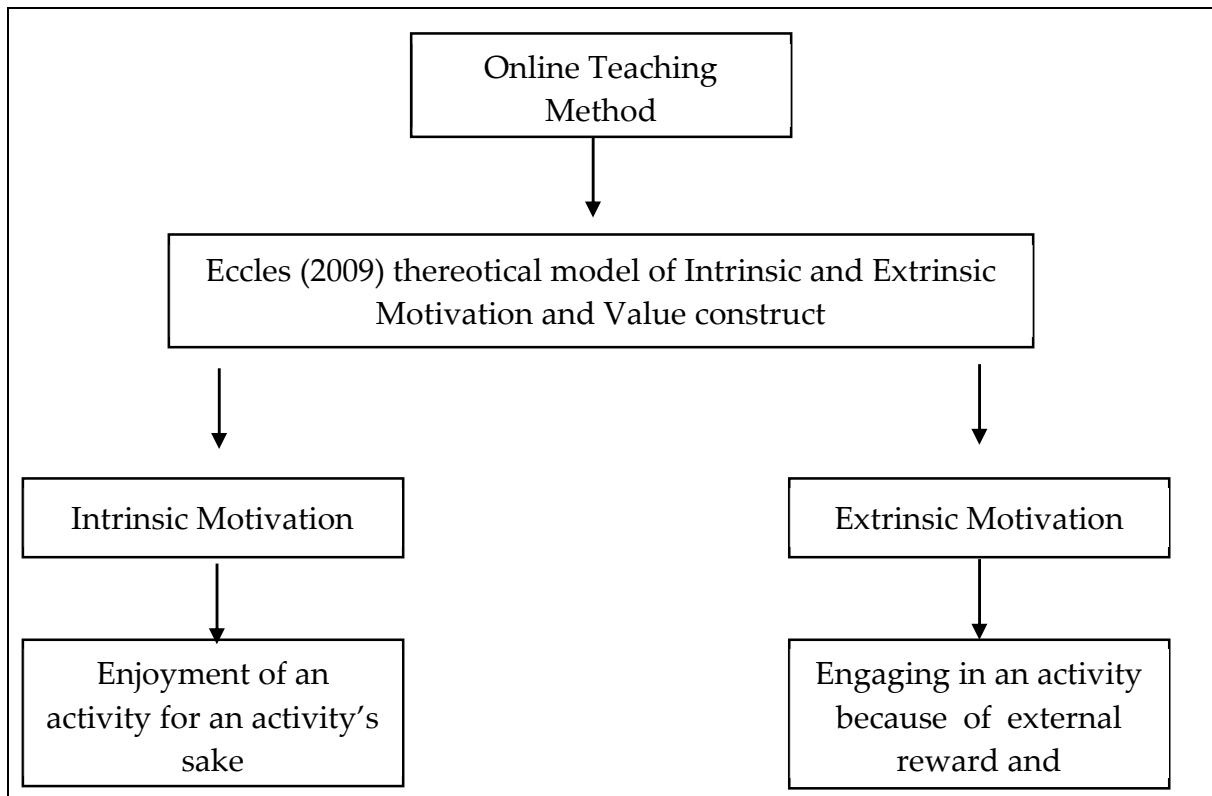 Online Teaching
Method
Eccles (2009) thereotical model of Intrinsic and Extrinsic
Motivation and Value construct
Intrinsic Motivation
Extrinsic Motivation
Enjoyment of an
activity for an activity’s
sake
Engaging in an activity
because of external
reward and